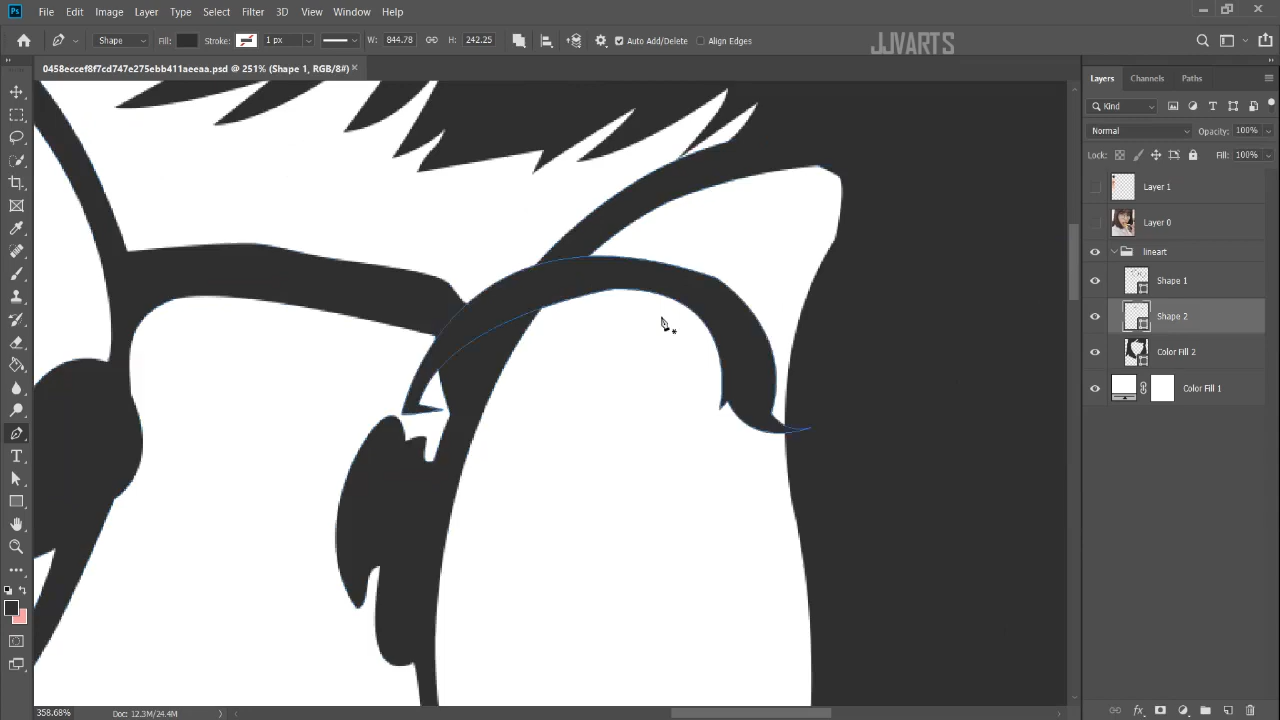 Ps File Edit Image Layer Type Select Filter 3D View Window Help
Shape Fill: Stroke: 1 px W: 844.78 H: 242.25 Auto Add/Delete Align Edges
JJVARTS
0458eccef8f7cd747e275ebb411aeeaa.psd @ 251% (Shape 1, RGB/8#)
Layers Channels Paths
Kind
Normal Opacity: 100%
Lock: Fill: 100%
Layer 1
Layer 0
lineart
Shape 1
Shape 2
Color Fill 2
Color Fill 1
358.68% Doc: 12.3M/24.4M